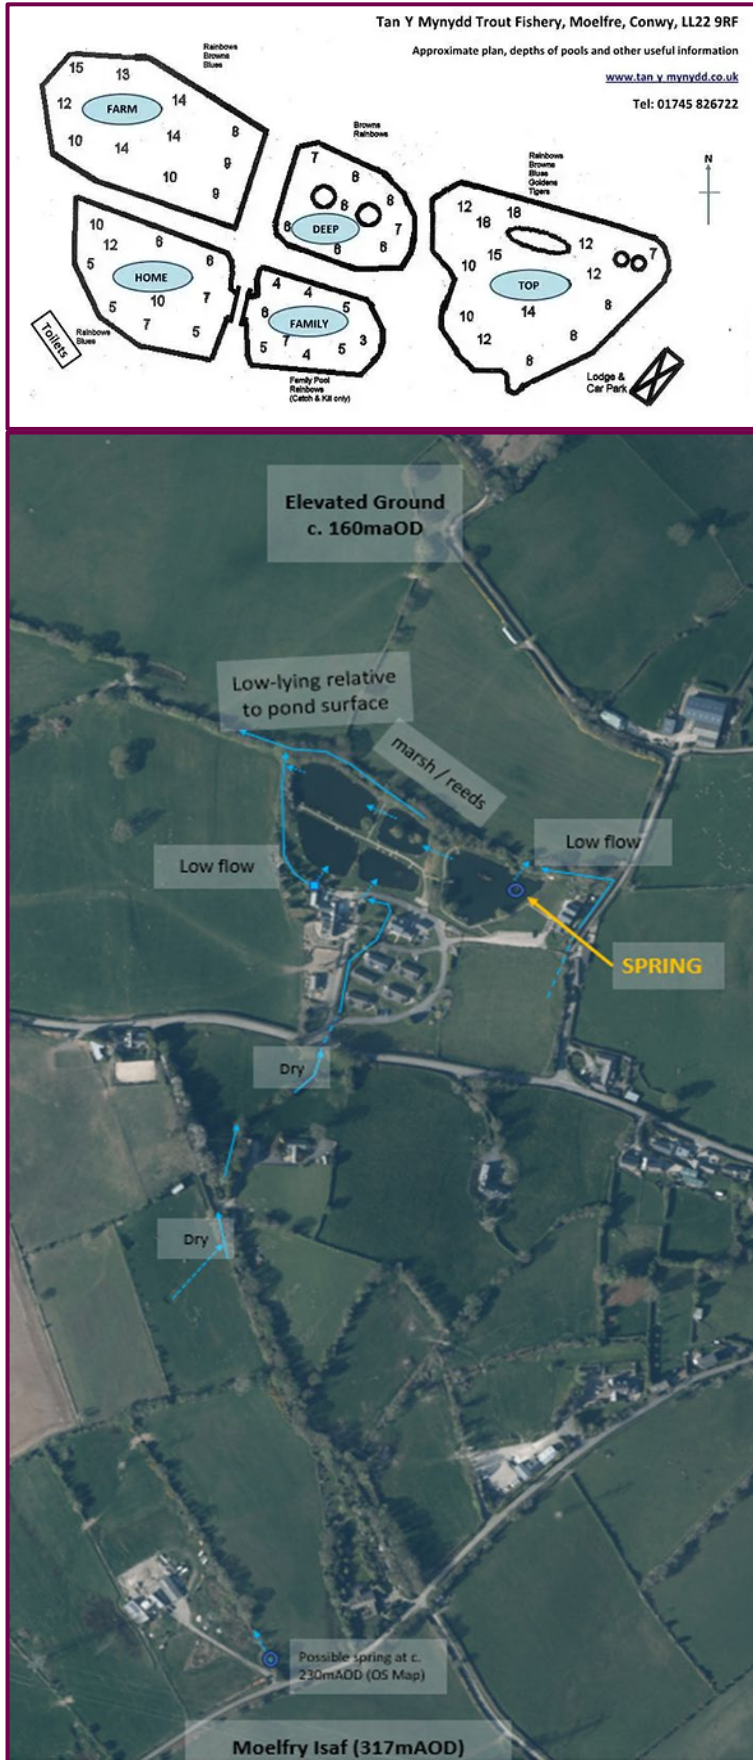 Tan Y Mynydd Trout Fishery, Moelfre, Conwy, LL22 9RF
Approximate plan, depths of pools and other useful information
www.tan y mynydd.co.uk
Tel: 01745 826722
N
Rainbows
Browns
Blues
15
13
14
12
FARM
14
10
14
8
9
10
9
Browns
Rainbows
7
8
8
6
8
DEEP
7
6
6
Rainbows
Browns
Blues
Goldens
Tigers
12
18
18
12
7
15
10
12
TOP
14
8
10
12
8
8
10
12
6
6
5
HOME
10
7
5
7
5
Toilets
Rainbows
Blues
4
4
5
6
FAMILY
5
7
4
5
3
Family Pool
Rainbows
(Catch & Kill only)
Lodge &
Car Park
Elevated Ground
c. 160maOD
Low-lying relative
to pond surface
marsh / reeds
Low flow
Low flow
SPRING
Dry
Dry
Possible spring at c.
230mAOD (OS Map)
Moelfry Isaf (317mAOD)